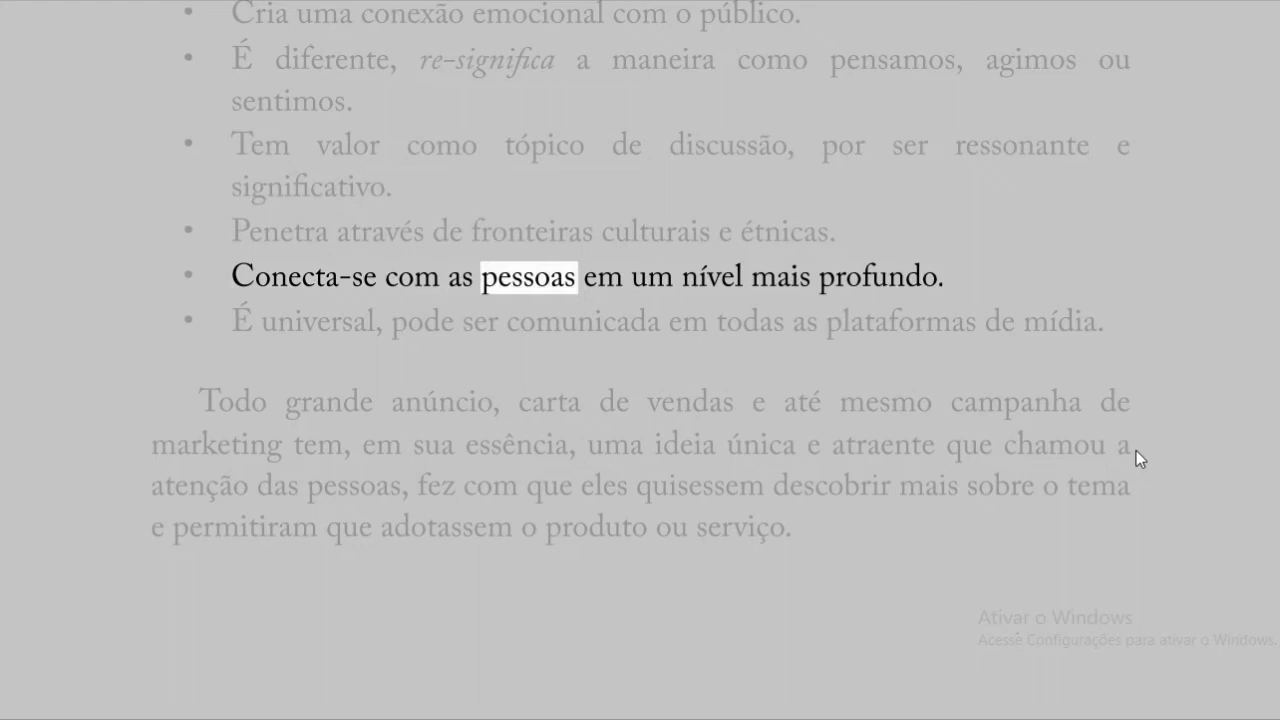 • Cria uma conexão emocional com o público.
• É diferente, re-significa a maneira como pensamos, agimos ou
sentimos.
• Tem valor como tópico de discussão, por ser ressonante e
significativo.
• Penetra através de fronteiras culturais e étnicas.
• Conecta-se com as pessoas em um nível mais profundo.
• É universal, pode ser comunicada em todas as plataformas de mídia.
Todo grande anúncio, carta de vendas e até mesmo campanha de
marketing tem, em sua essência, uma ideia única e atraente que chamou a
atenção das pessoas, fez com que eles quisessem descobrir mais sobre o tema
e permitiram que adotassem o produto ou serviço.
Ativar o Windows
Acesse Configurações para ativar o Windows.